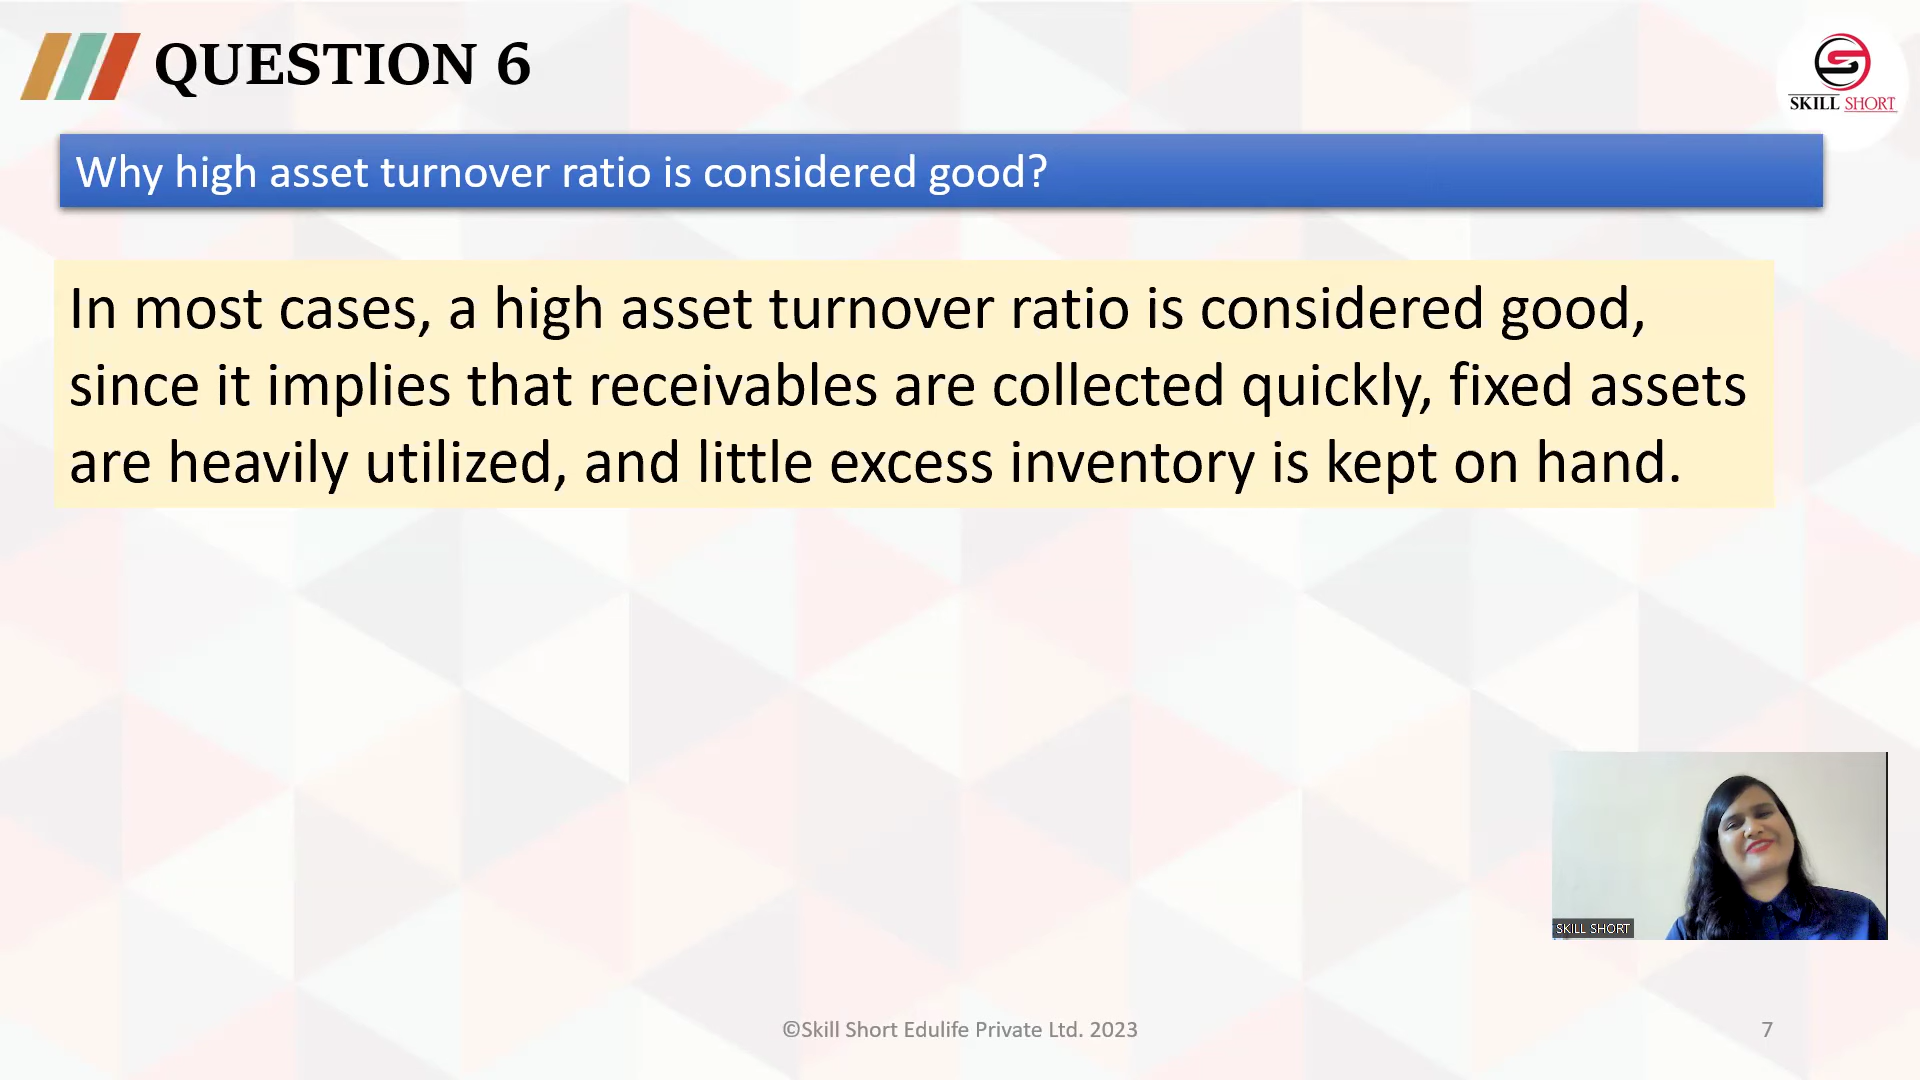 QUESTION 6
SKILL SHORT
Why high asset turnover ratio is considered good?
In most cases, a high asset turnover ratio is considered good,
since it implies that receivables are collected quickly, fixed assets
are heavily utilized, and little excess inventory is kept on hand.
SKILL SHORT
©Skill Short Edulife Private Ltd. 2023
7